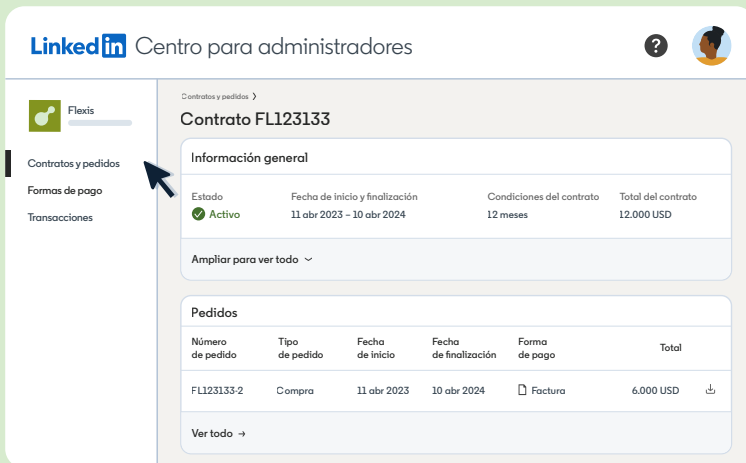 LinkedIn Centro para administradores
?
Flexis
Contratos y pedidos
Formas de pago
Transacciones
Contratos y pedidos >
Contrato FL123133
Información general
Estado Fecha de inicio y finalización Condiciones del contrato Total del contrato
Activo 11 abr 2023 – 10 abr 2024 12 meses 12.000 USD
Ampliar para ver todo
Pedidos
Número Tipo Fecha Fecha Forma Total
de pedido de pedido de inicio de finalización de pago
FL123133-2 Compra 11 abr 2023 10 abr 2024 Factura 6.000 USD
Ver todo →